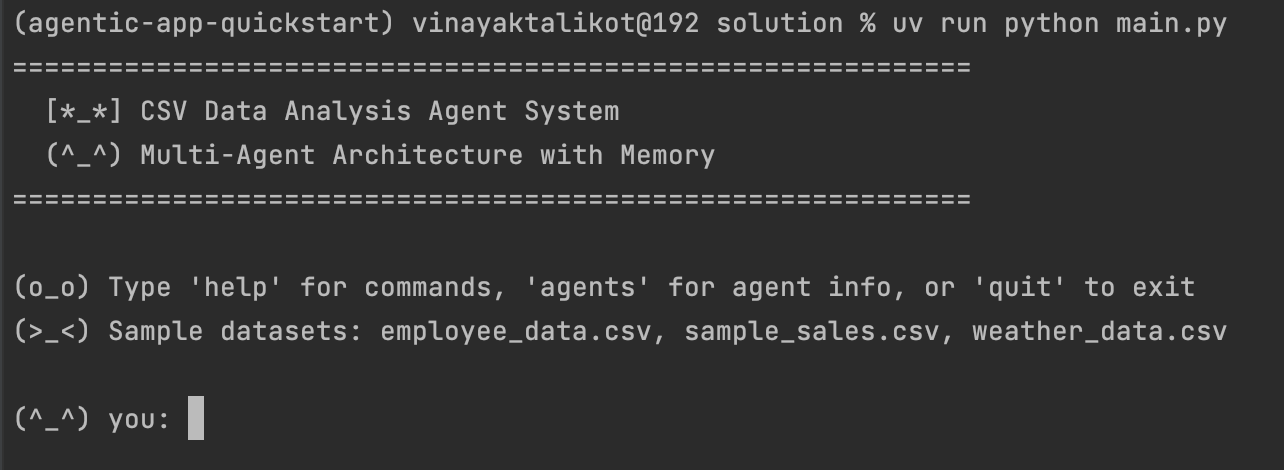 (agentic-app-quickstart) vinayaktalikot@192 solution % uv run python main.py
============================================================
  [*_*] CSV Data Analysis Agent System
  (^_^) Multi-Agent Architecture with Memory
============================================================
(o_o) Type 'help' for commands, 'agents' for agent info, or 'quit' to exit
(>_<) Sample datasets: employee_data.csv, sample_sales.csv, weather_data.csv
(^_^) you: